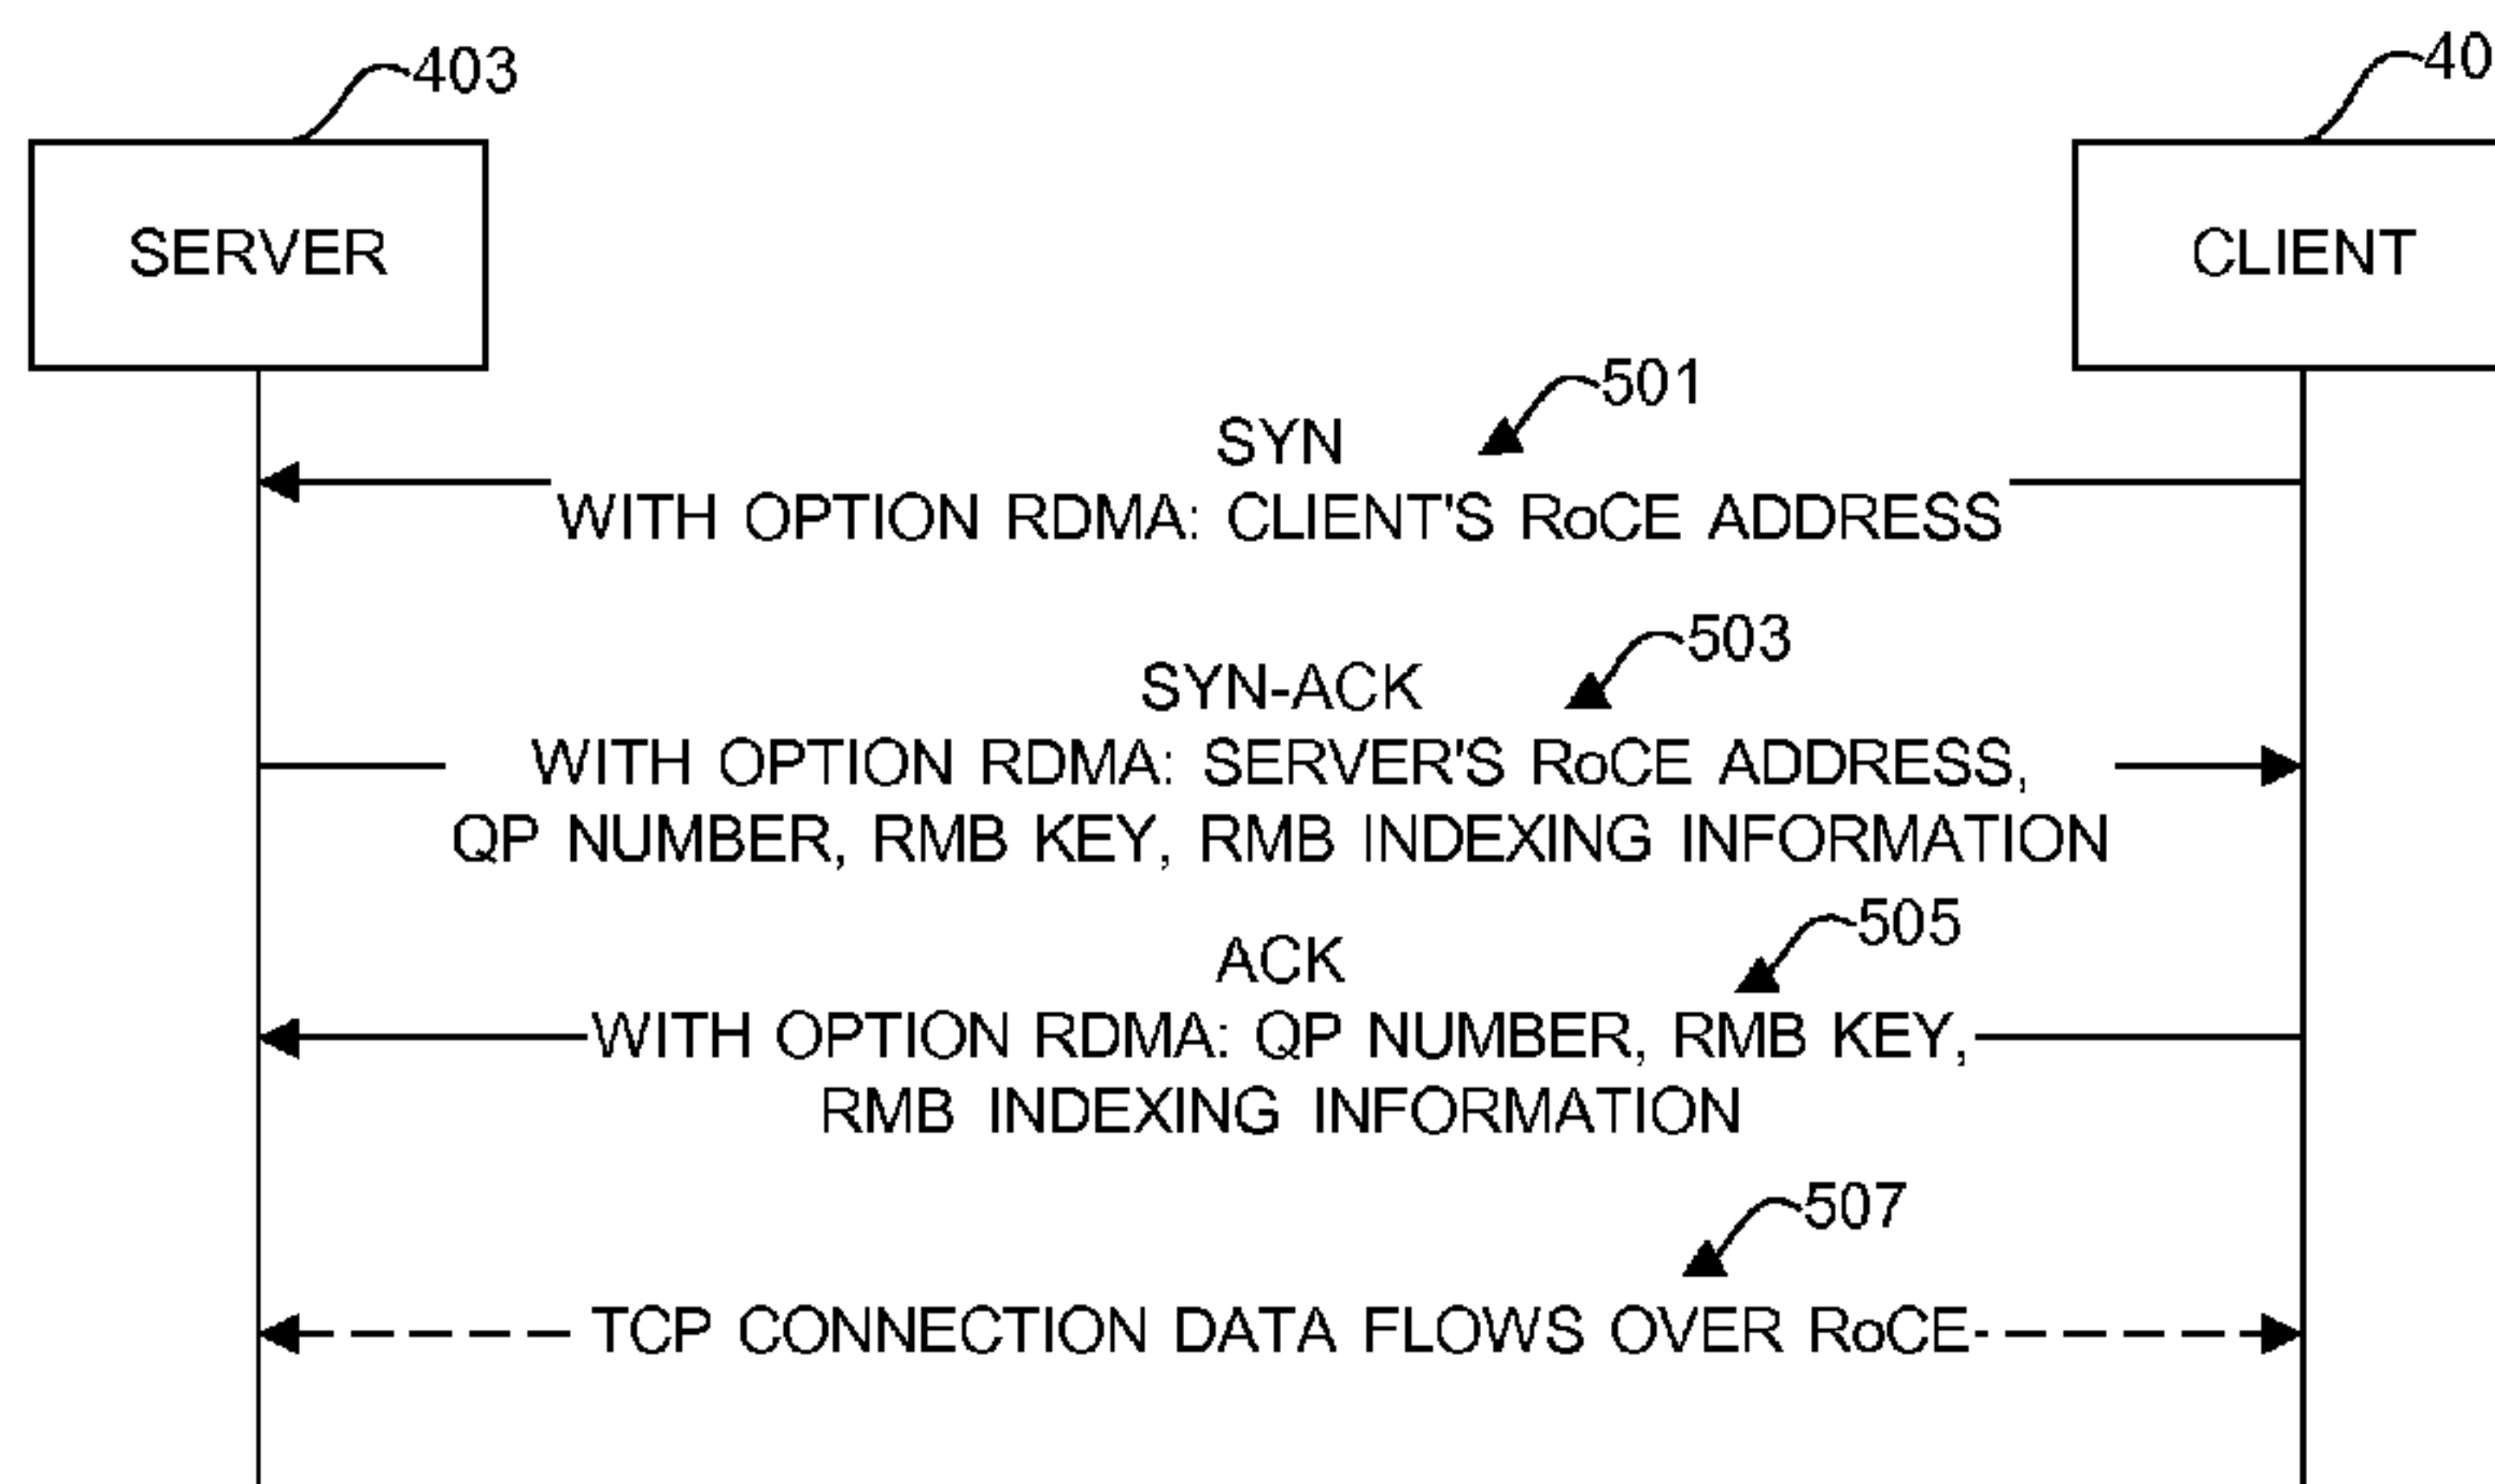 403
40
SERVER
CLIENT
501
SYN
WITH OPTION RDMA: CLIENT'S RoCE ADDRESS
503
SYN-ACK
WITH OPTION RDMA: SERVER'S RoCE ADDRESS,
QP NUMBER, RMB KEY, RMB INDEXING INFORMATION
505
ACK
WITH OPTION RDMA: QP NUMBER, RMB KEY,
RMB INDEXING INFORMATION
507
TCP CONNECTION DATA FLOWS OVER RoCE